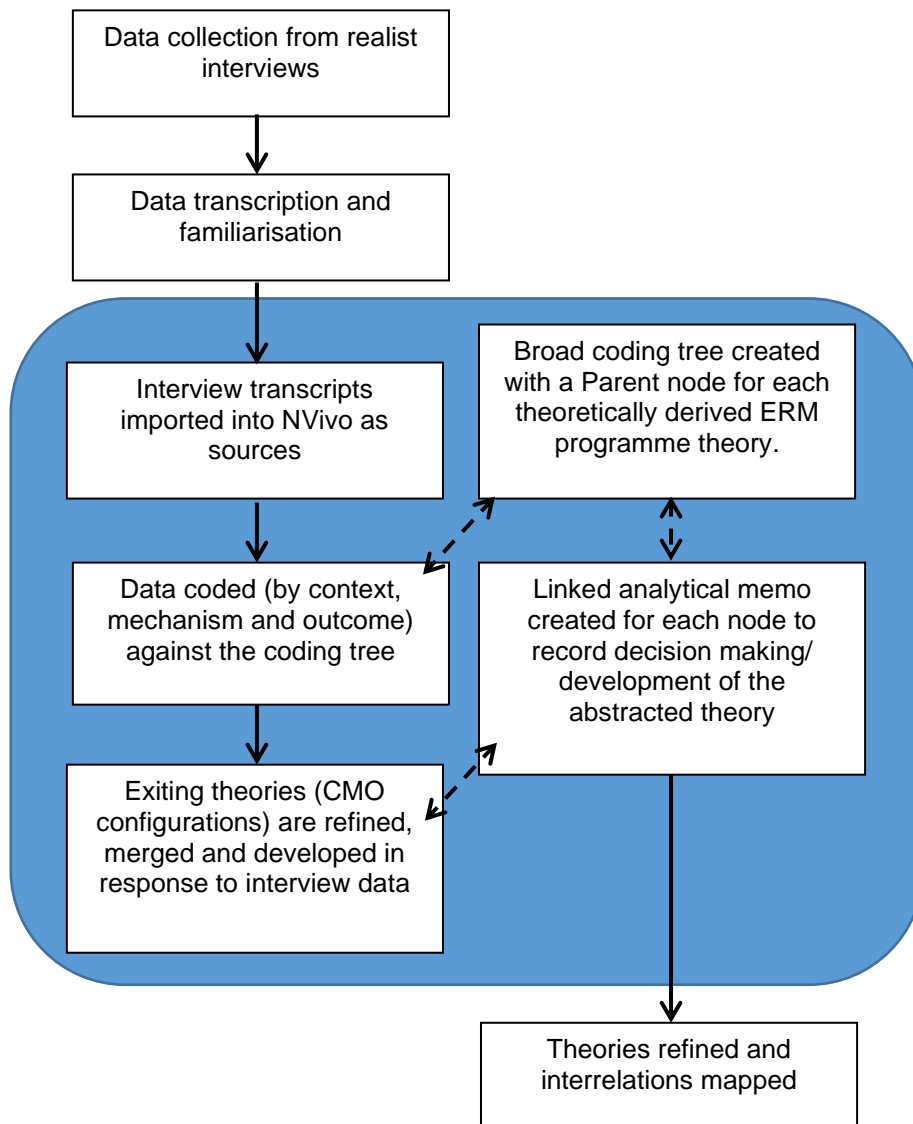 Data collection from realist
interviews
Data transcription and
familiarisation
Interview transcripts
imported into NVivo as
sources
Broad coding tree created
with a Parent node for each
theoretically derived ERM
programme theory.
Data coded (by context,
mechanism and outcome)
against the coding tree
Linked analytical memo
created for each node to
record decision making/
development of the
abstracted theory
Exiting theories (CMO
configurations) are refined,
merged and developed in
response to interview data
Theories refined and
interrelations mapped